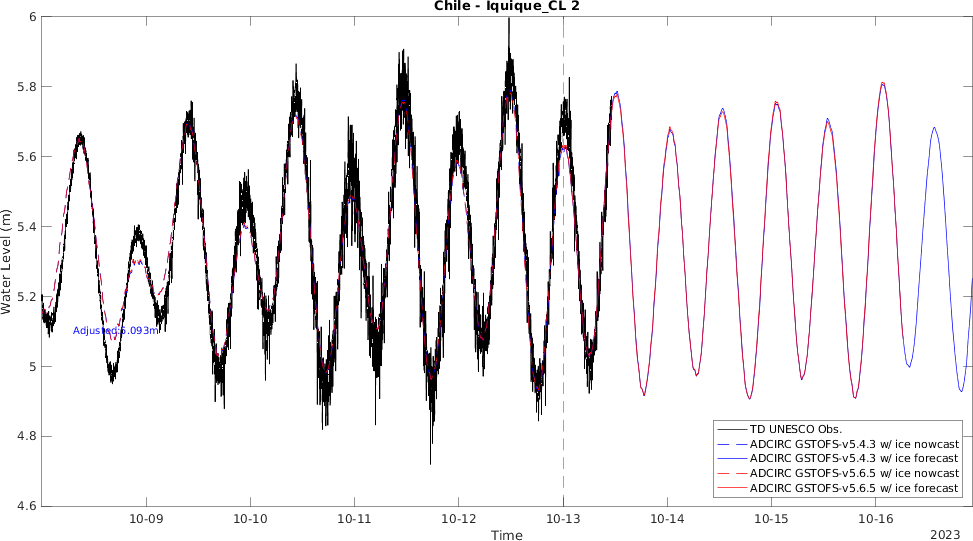 Chile - Iquique_CL 2
Water Level (m)
6
5.8
5.6
5.4
5.2
5
4.8
4.6
Adjusted:5.093m
TD UNESCO Obs.
ADCIRC GSTOFS-v5.4.3 w/ ice nowcast
ADCIRC GSTOFS-v5.4.3 w/ ice forecast
ADCIRC GSTOFS-v5.6.5 w/ ice nowcast
ADCIRC GSTOFS-v5.6.5 w/ ice forecast
10-09 10-10 10-11 10-12 10-13 10-14 10-15 10-16
Time
2023